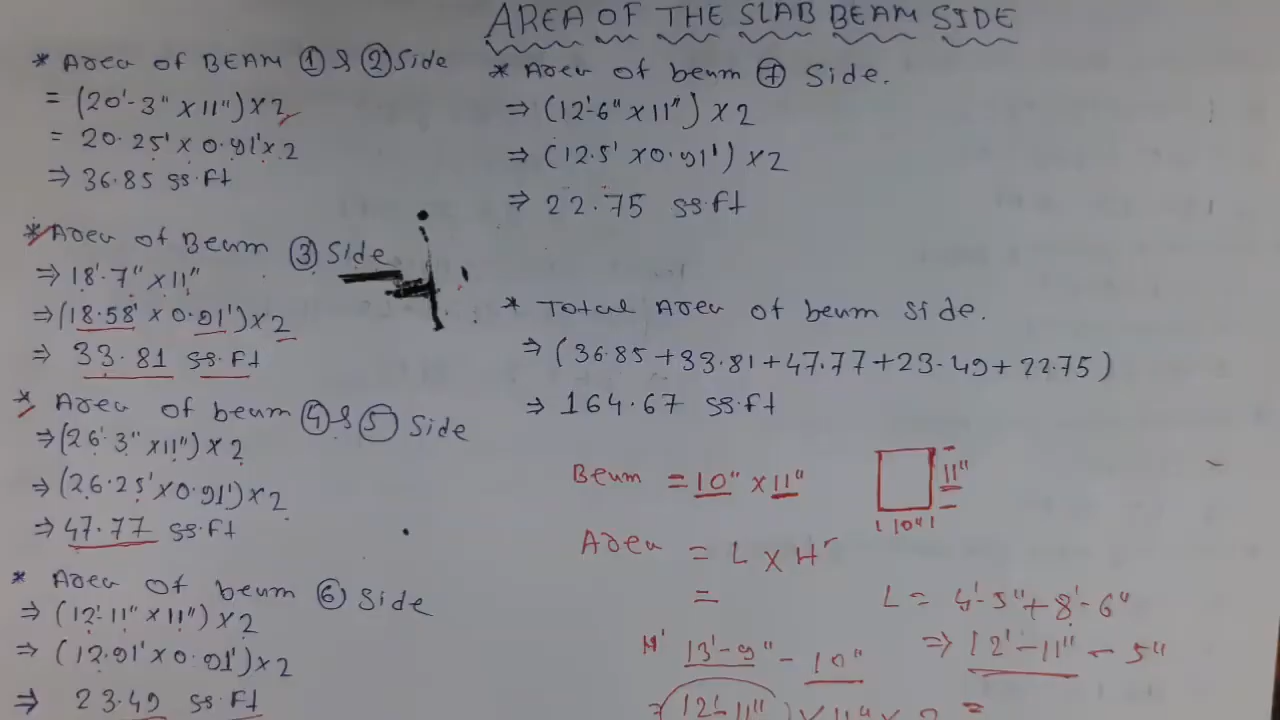 AREA OF THE SLAB BEAM SIDE
* Area of BEAM ① & ② Side
= (20'-3" X 11") X 2
= 20.25' X 0.91' X 2
⇒ 36.85 sq.ft
* Area of Beam ③ Side
⇒ 18'-7" X 11"
⇒ (18.58' X 0.91') X 2
⇒ 33.81 sq.ft
* Area of beam ④ & ⑤ Side
⇒ (26'-3" X 11") X 2
⇒ (26.25' X 0.91') X 2
⇒ 47.77 sq.ft
* Area of beam ⑥ Side
⇒ (12'-11" X 11") X 2
⇒ (12.91' X 0.91') X 2
⇒ 23.49 sq.ft
* Area of beam ⑦ Side.
⇒ (12'-6" X 11") X 2
⇒ (12.5' X 0.91') X 2
⇒ 22.75 sq.ft
* Total Area of beam side.
⇒ (36.85 + 33.81 + 47.77 + 23.49 + 22.75)
⇒ 164.67 sq.ft
Beam = 10" X 11"
11"
10"
Area = L X H
=
L = 4'-5" + 8'-6"
⇒ 12'-11" - 5"
13'-9" - 10"
12'-11"